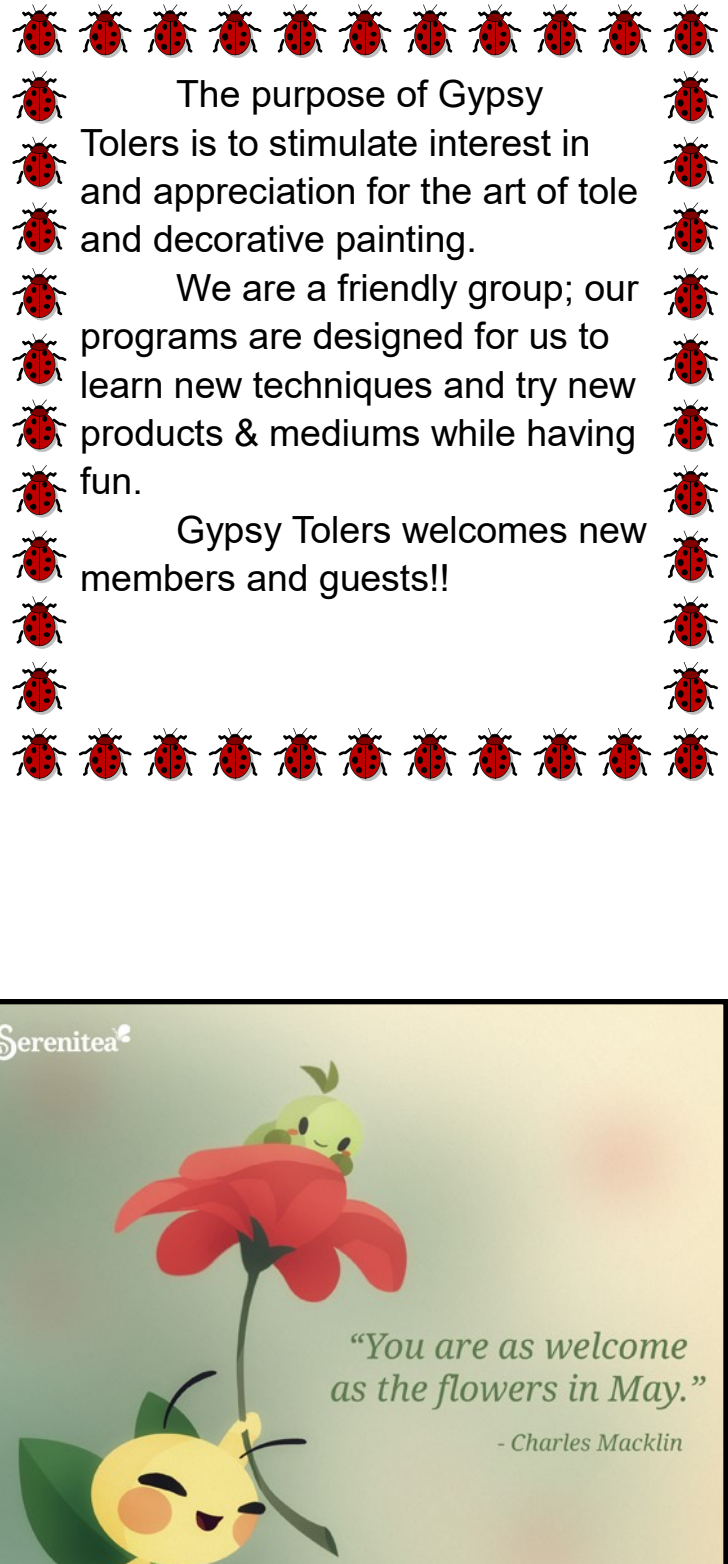 The purpose of Gypsy
Tolers is to stimulate interest in
and appreciation for the art of tole
and decorative painting.
We are a friendly group; our
programs are designed for us to
learn new techniques and try new
products & mediums while having
fun.
Gypsy Tolers welcomes new
members and guests!!
Serenitea
“You are as welcome
as the flowers in May.”
- Charles Macklin